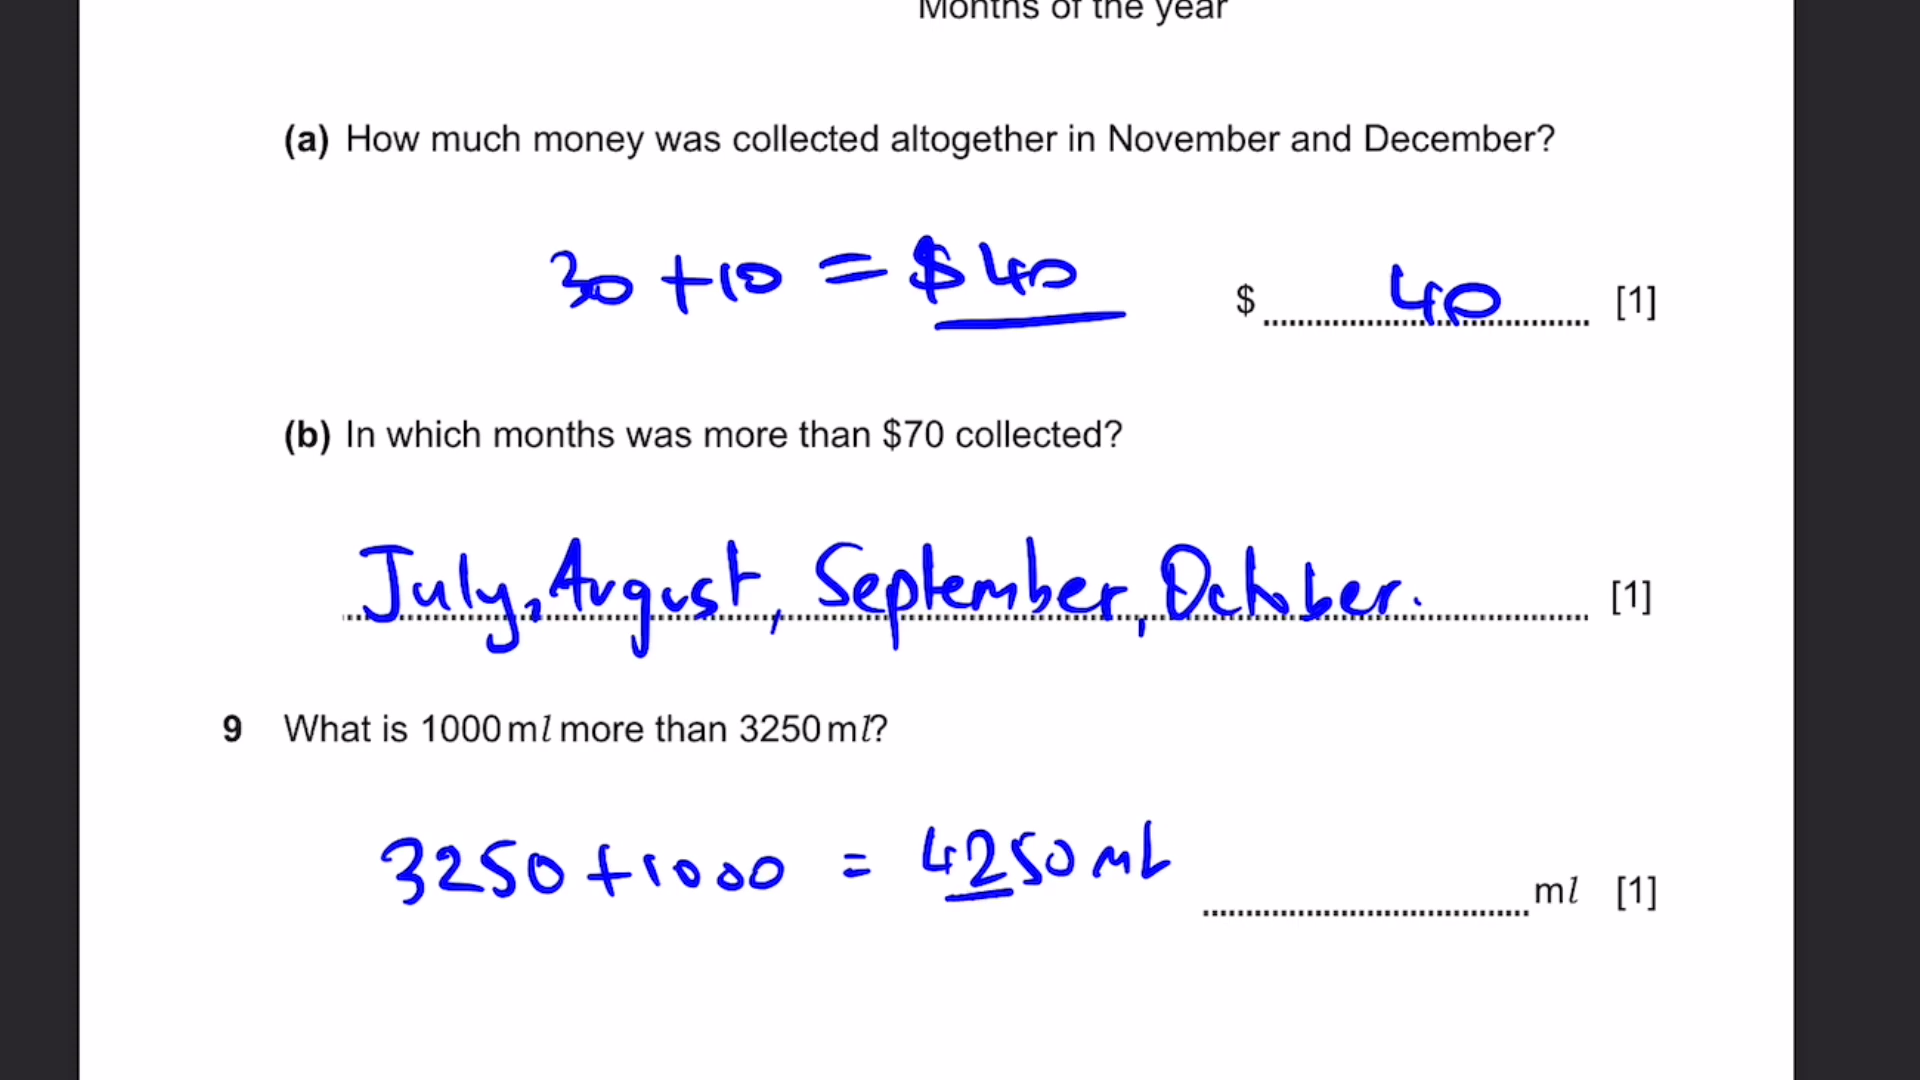 Months of the year
(a) How much money was collected altogether in November and December?
30 + 10 = $40
$ 40 [1]
(b) In which months was more than $70 collected?
July, August, September, October. [1]
9 What is 1000 ml more than 3250 ml?
3250 + 1000 = 4250 mL
ml [1]